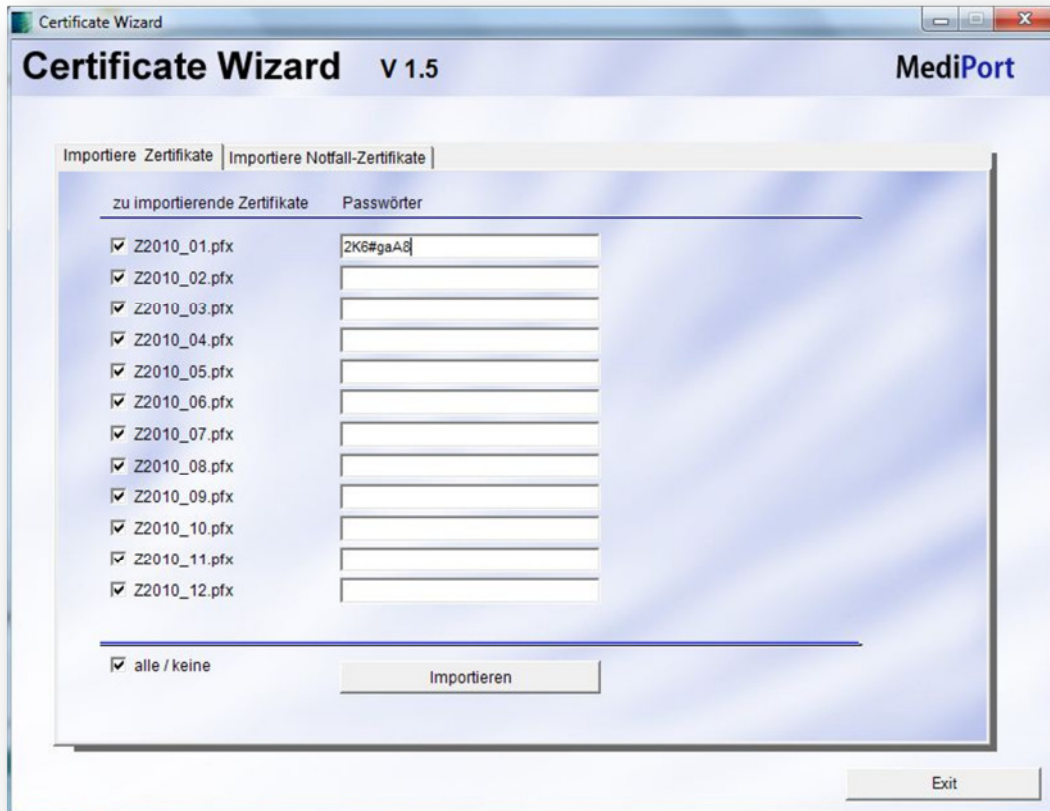 Certificate Wizard
Certificate Wizard V 1.5 MediPort
Importiere Zertifikate Importiere Notfall-Zertifikate
zu importierende Zertifikate Passwörter
Z2010_01.pfx 2K6#gaA8
Z2010_02.pfx
Z2010_03.pfx
Z2010_04.pfx
Z2010_05.pfx
Z2010_06.pfx
Z2010_07.pfx
Z2010_08.pfx
Z2010_09.pfx
Z2010_10.pfx
Z2010_11.pfx
Z2010_12.pfx
alle / keine Importieren
Exit